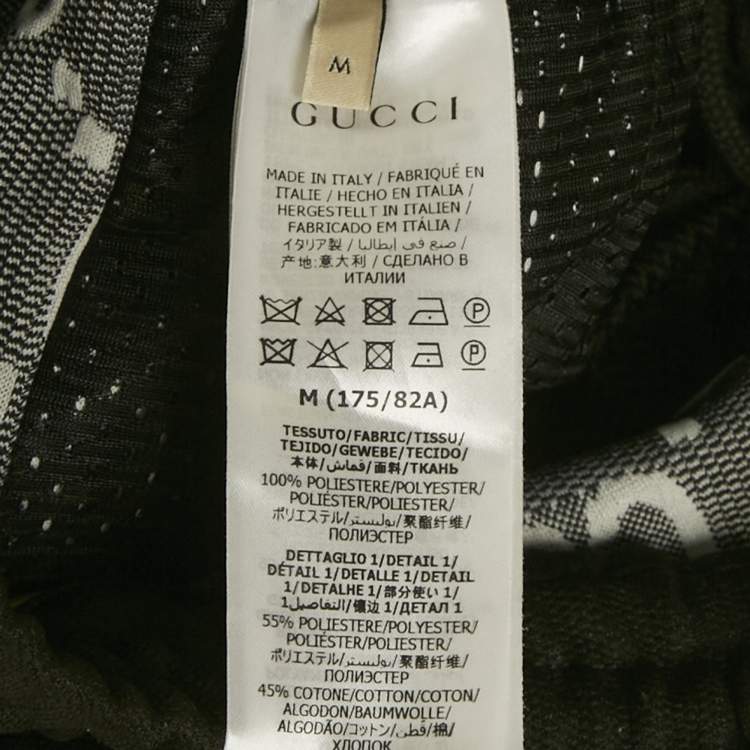 M
GUCCI
MADE IN ITALY / FABRIQUÉ EN
ITALIE / HECHO EN ITALIA /
HERGESTELLT IN ITALIEN /
FABRICADO EM ITÁLIA /
イタリア製 / صنع في إيطاليا /
产地:意大利 / СДЕЛАНО В
ИТАЛИИ
P
P
M (175/82A)
TESSUTO/FABRIC/TISSU/
TEJIDO/GEWEBE/TECIDO/
本体/قماش/面料/ТКАНЬ
100% POLIESTERE/POLYESTER/
POLIÉSTER/POLIESTER/
ポリエステル/بوليستر/聚酯纤维/
ПОЛИЭСТЕР
DETTAGLIO 1/DETAIL 1/
DÉTAIL 1/DETALLE 1/DETAIL
1/DETALHE 1/部分使い 1/
التفاصيل1/镶边 1/ДЕТАЛ 1
55% POLIESTERE/POLYESTER/
POLIÉSTER/POLIESTER/
ポリエステル/بوليستر/聚酯纤维/
ПОЛИЭСТЕР
45% COTONE/COTTON/COTON/
ALGODON/BAUMWOLLE/
ALGODÃO/コットン/قطن/棉/
ХЛОПОК